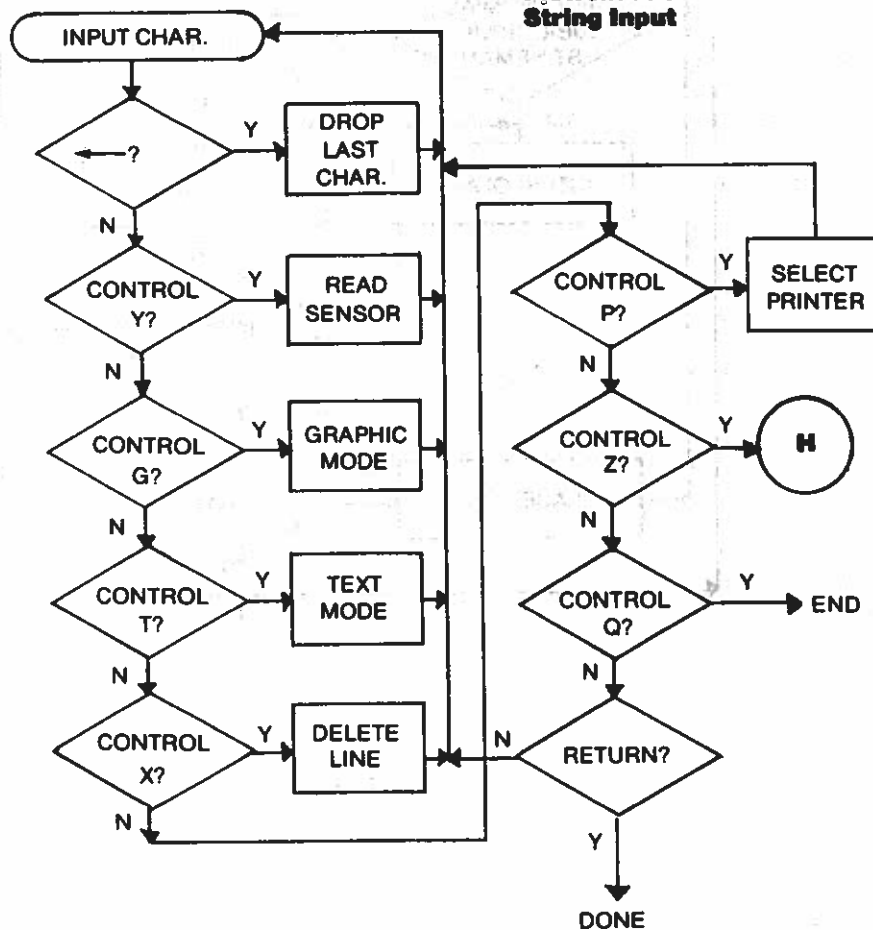 String Input
INPUT CHAR.
?
Y
DROP
LAST
CHAR.
N
CONTROL
Y?
Y
READ
SENSOR
N
CONTROL
G?
Y
GRAPHIC
MODE
N
CONTROL
T?
Y
TEXT
MODE
N
CONTROL
X?
Y
DELETE
LINE
N
CONTROL
P?
Y
SELECT
PRINTER
N
CONTROL
Z?
Y
H
N
CONTROL
Q?
Y
END
N
RETURN?
N
Y
DONE